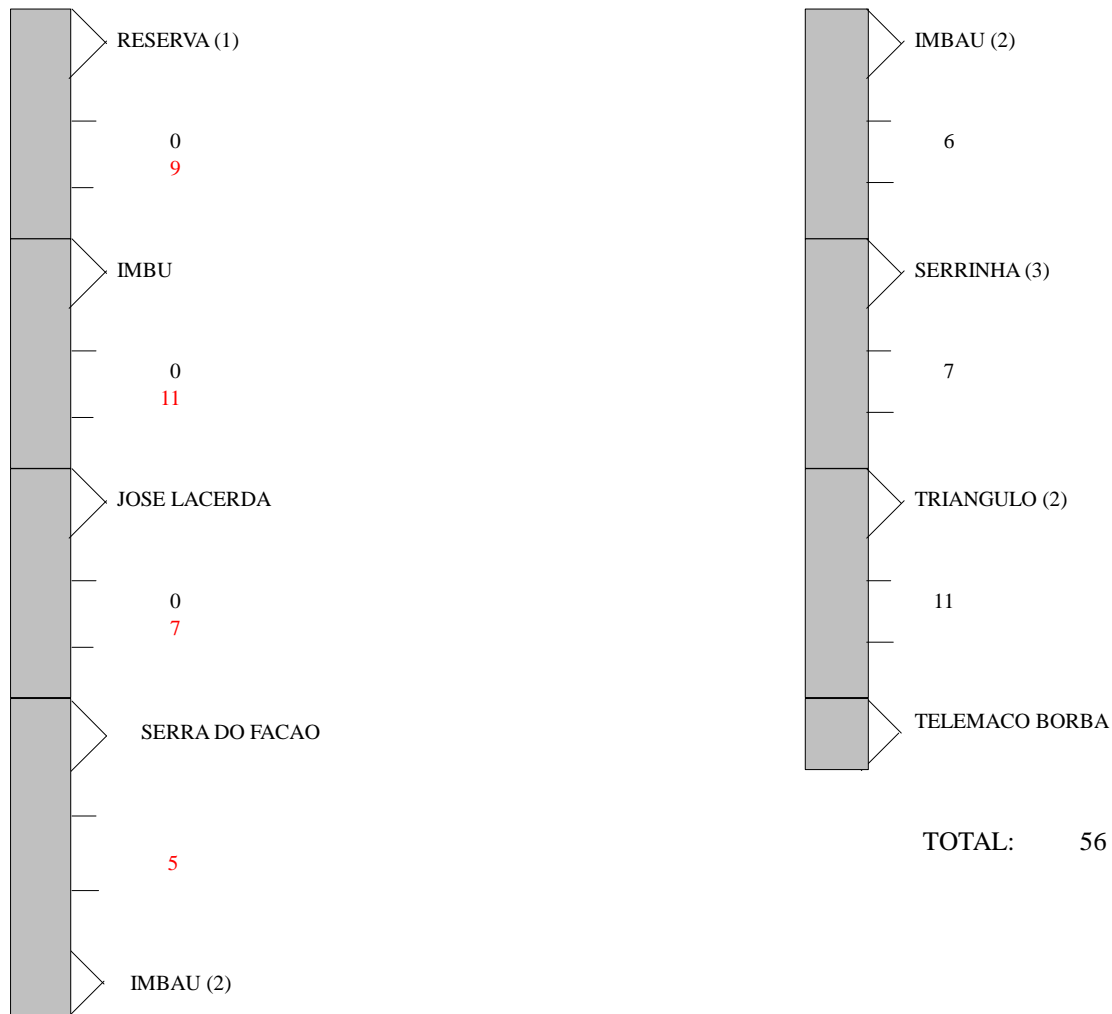 RESERVA (1)
0
9
IMBU
0
11
JOSE LACERDA
0
7
SERRA DO FACAO
5
IMBAU (2)
IMBAU (2)
6
SERRINHA (3)
7
TRIANGULO (2)
11
TELEMACO BORBA
TOTAL: 56